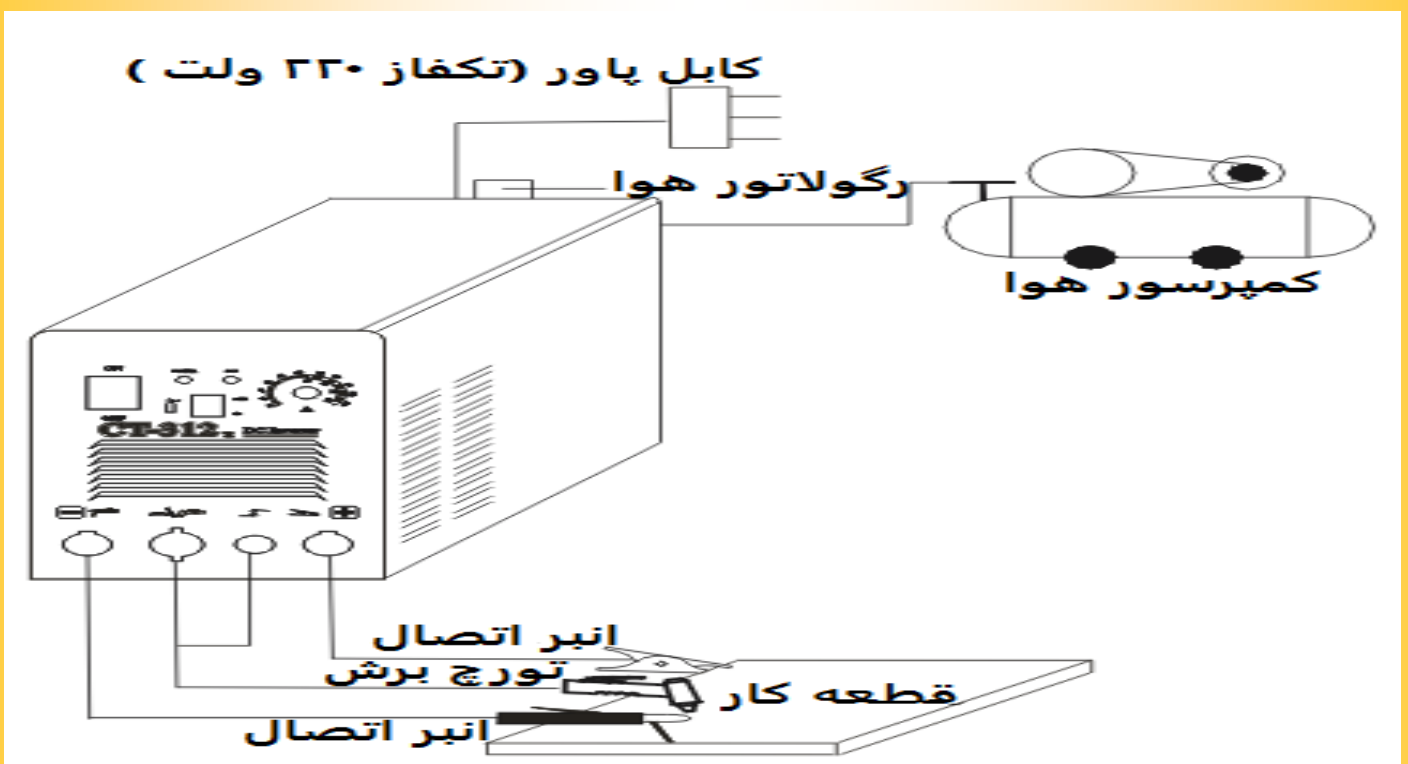 کابل پاور (تکفاز ۲۲۰ ولت )
رگولاتور هوا
کمپرسور هوا
CT-312
انبر اتصال
تورچ برش
قطعه کار
انبر اتصال